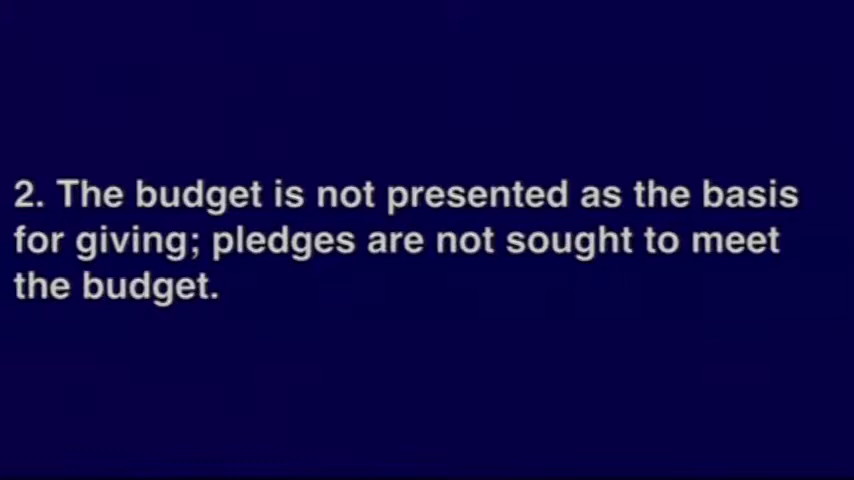 2. The budget is not presented as the basis
for giving; pledges are not sought to meet
the budget.